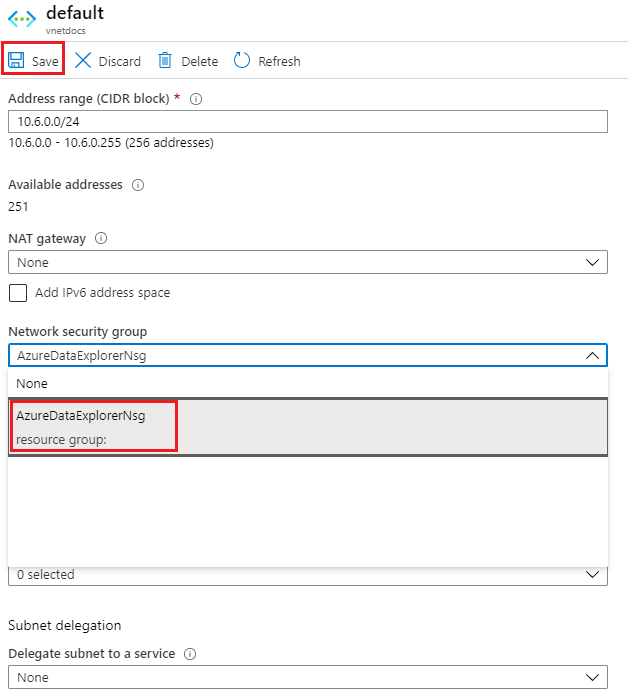 default
vnetdocs
Save Discard Delete Refresh
Address range (CIDR block) *
10.6.0.0/24
10.6.0.0 - 10.6.0.255 (256 addresses)
Available addresses
251
NAT gateway
None
Add IPv6 address space
Network security group
AzureDataExplorerNsg
None
AzureDataExplorerNsg
resource group:
0 selected
Subnet delegation
Delegate subnet to a service
None